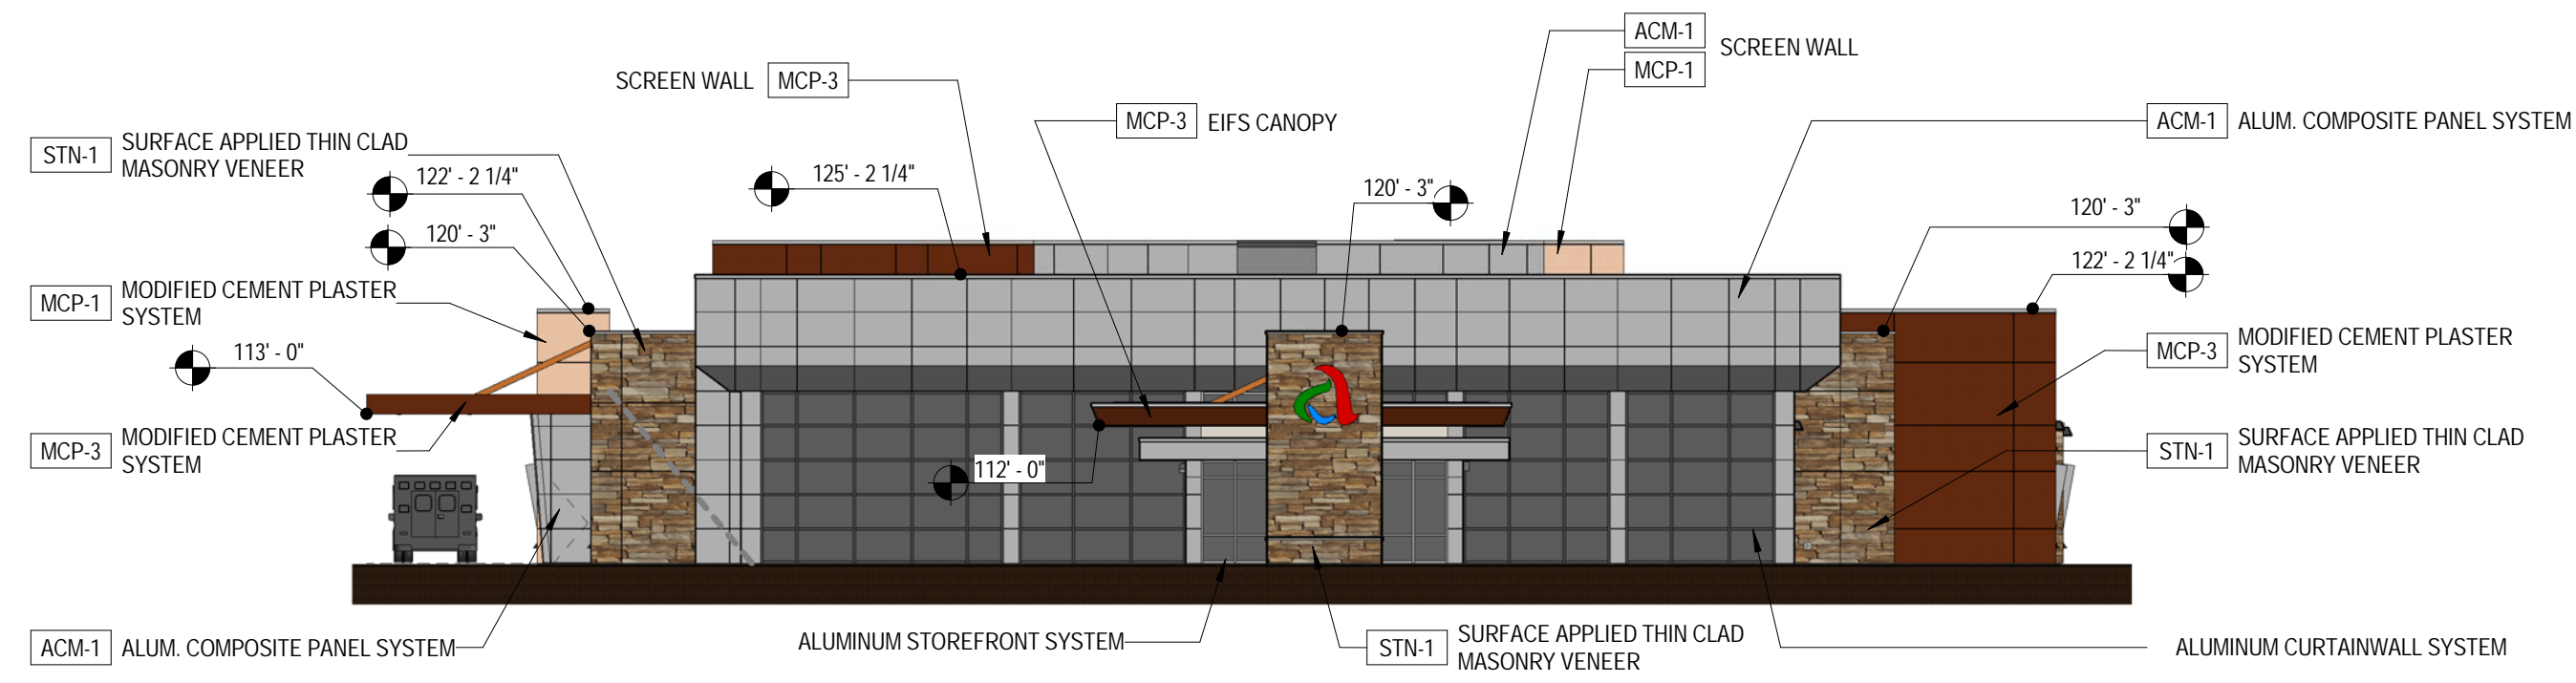 ACM-1
SCREEN WALL
MCP-1
SCREEN WALL MCP-3
MCP-3 EIFS CANOPY
ACM-1 ALUM. COMPOSITE PANEL SYSTEM
STN-1 SURFACE APPLIED THIN CLAD
MASONRY VENEER
122' - 2 1/4"
125' - 2 1/4"
120' - 3"
120' - 3"
120' - 3"
122' - 2 1/4"
MCP-1 MODIFIED CEMENT PLASTER
SYSTEM
113' - 0"
MCP-3 MODIFIED CEMENT PLASTER
SYSTEM
MCP-3 MODIFIED CEMENT PLASTER
SYSTEM
112' - 0"
STN-1 SURFACE APPLIED THIN CLAD
MASONRY VENEER
ACM-1 ALUM. COMPOSITE PANEL SYSTEM
ALUMINUM STOREFRONT SYSTEM
STN-1 SURFACE APPLIED THIN CLAD
MASONRY VENEER
ALUMINUM CURTAINWALL SYSTEM